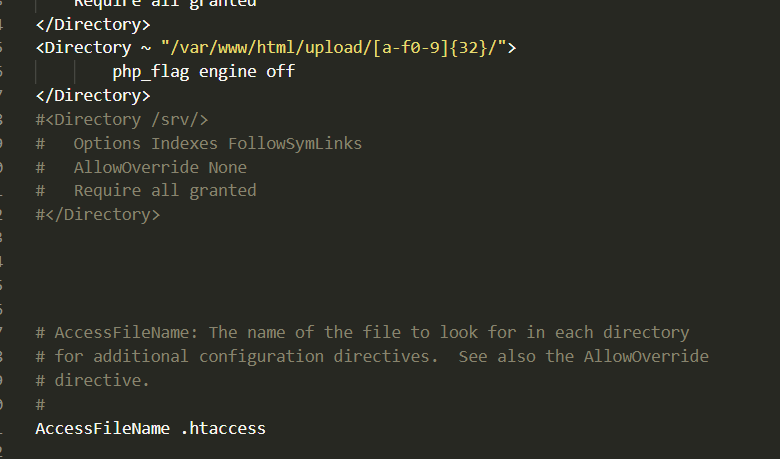 Require all granted
</Directory>
<Directory ~ "/var/www/html/upload/[a-f0-9]{32}/">
php_flag engine off
</Directory>
#<Directory /srv/>
#   Options Indexes FollowSymLinks
#   AllowOverride None
#   Require all granted
#</Directory>
# AccessFileName: The name of the file to look for in each directory
# for additional configuration directives.  See also the AllowOverride
# directive.
#
AccessFileName .htaccess